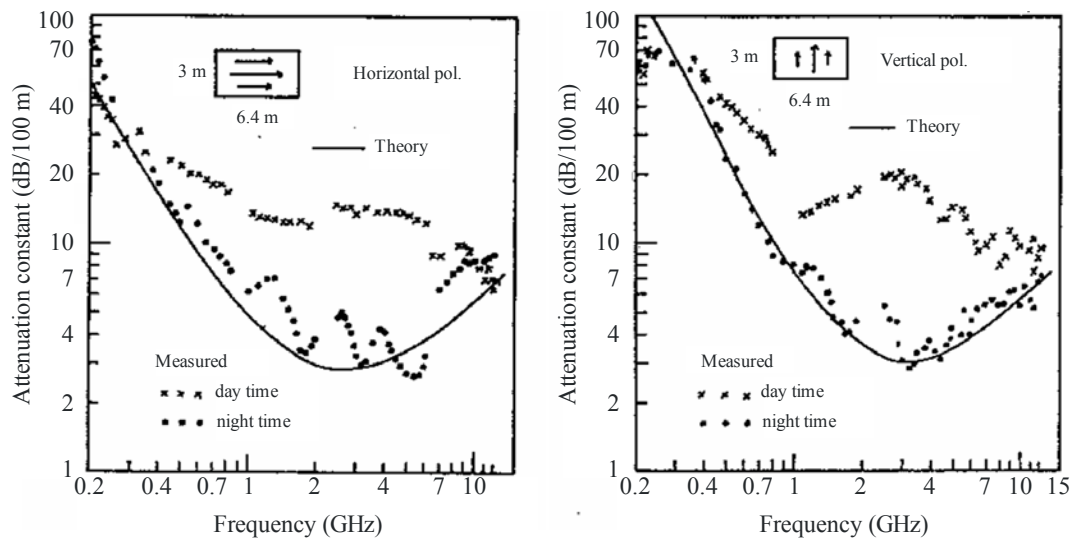 100
70
40
20
10
7
4
2
1
Attenuation constant (dB/100 m)
3 m
6.4 m
Horizontal pol.
Theory
Measured
day time
night time
0.2 0.4 0.7 1 2 4 7 10
Frequency (GHz)
100
70
40
20
10
7
4
2
1
Attenuation constant (dB/100 m)
3 m
6.4 m
Vertical pol.
Theory
Measured
day time
night time
0.2 0.4 0.7 1 2 4 7 10 15
Frequency (GHz)